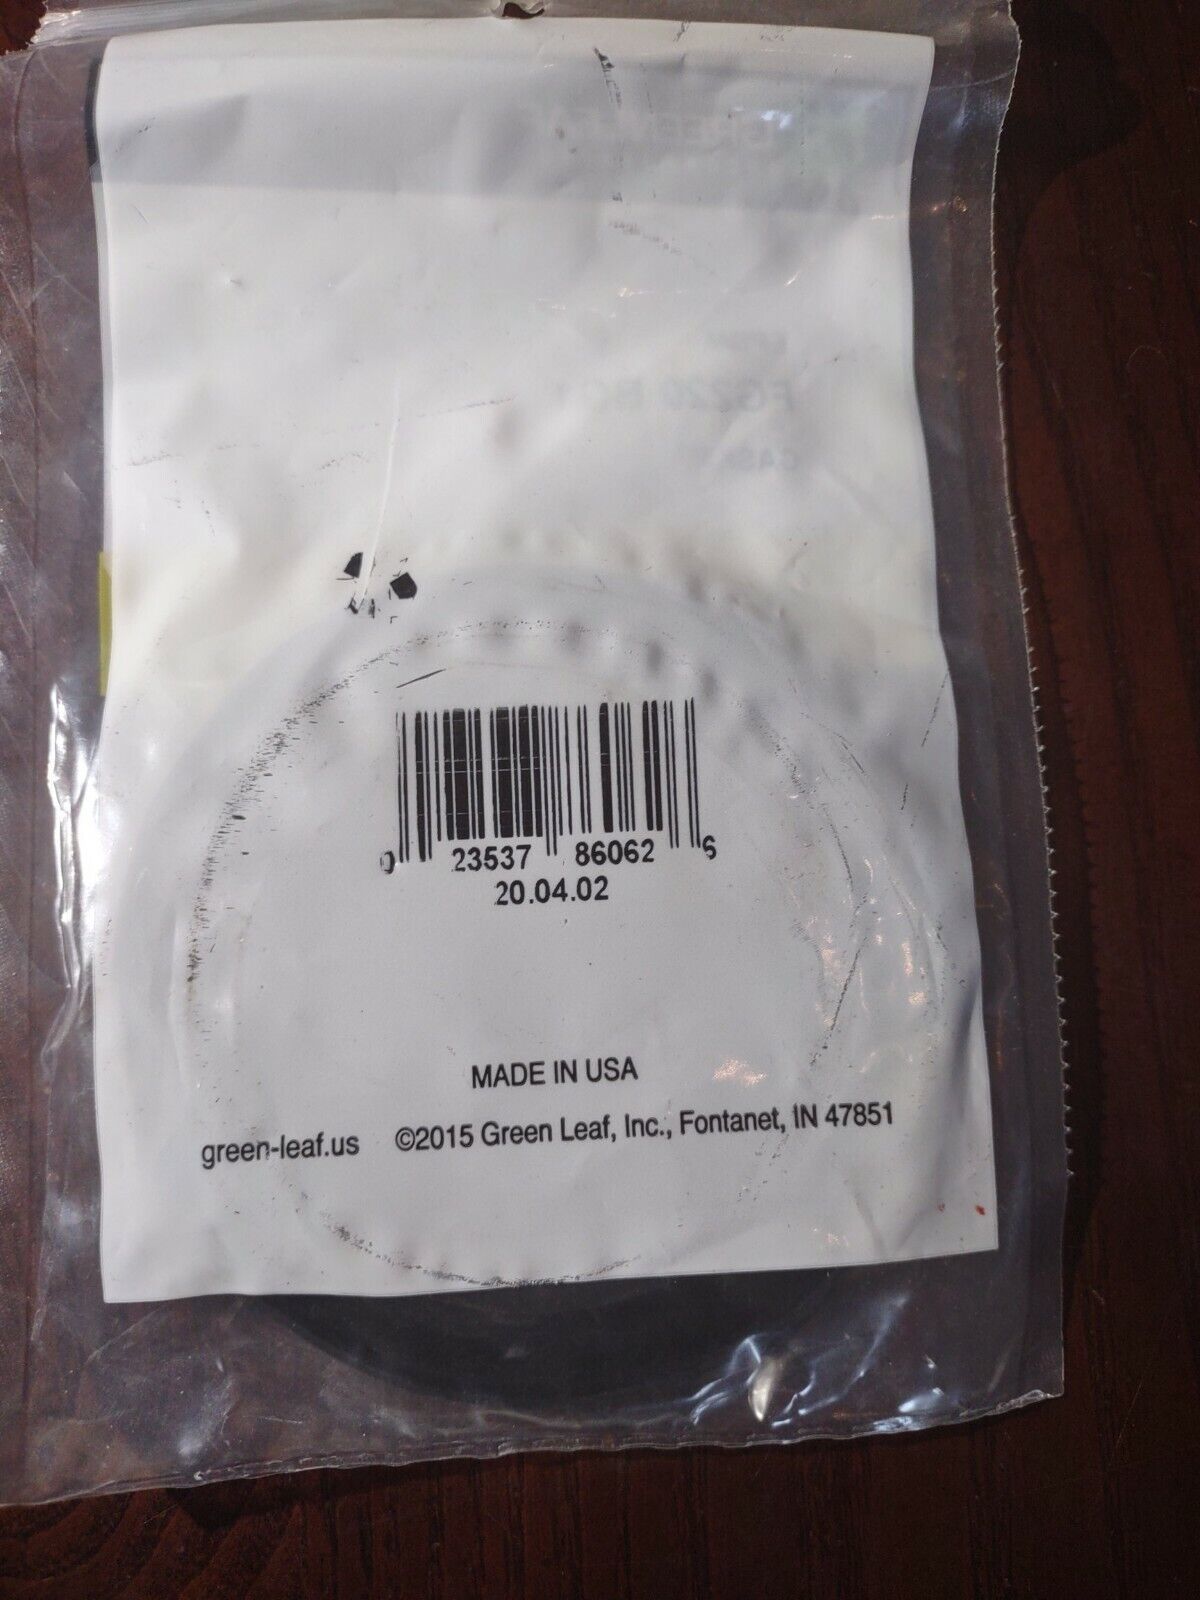 0 23537 86062 6
20.04.02
MADE IN USA
green-leaf.us ©2015 Green Leaf, Inc., Fontanet, IN 47851